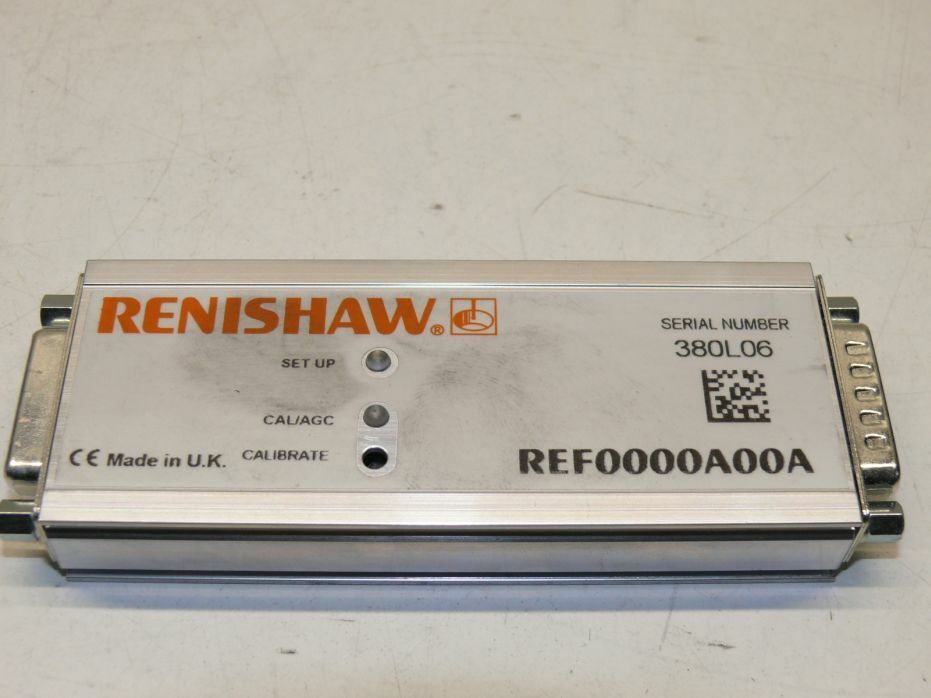 RENISHAW®
SERIAL NUMBER
380L06
SET UP
CAL/AGC
CALIBRATE
CE Made in U.K.
REF0000A00A